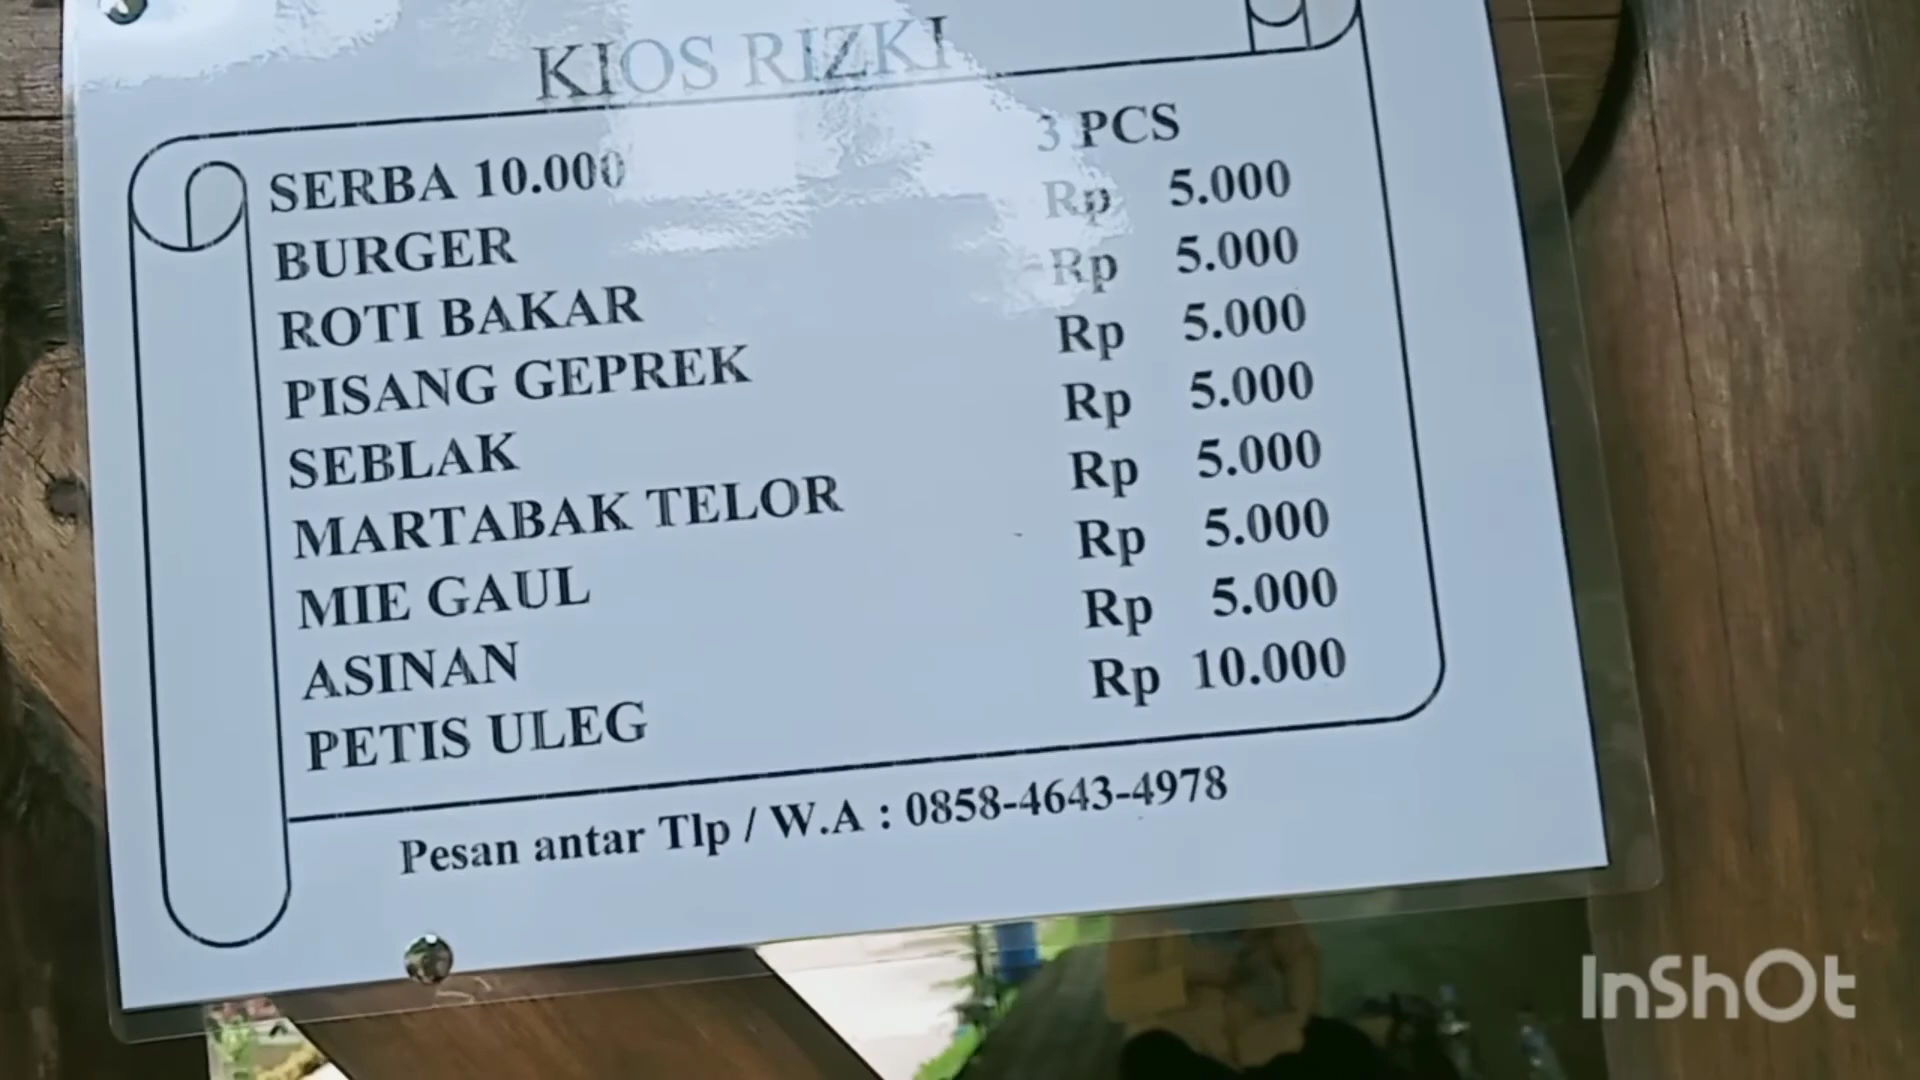 KIOS RIZKI
SERBA 10.000 3 PCS
BURGER Rp 5.000
ROTI BAKAR Rp 5.000
PISANG GEPREK Rp 5.000
SEBLAK Rp 5.000
MARTABAK TELOR Rp 5.000
MIE GAUL Rp 5.000
ASINAN Rp 5.000
PETIS ULEG Rp 10.000
Pesan antar Tlp / W.A : 0858-4643-4978
InShOt